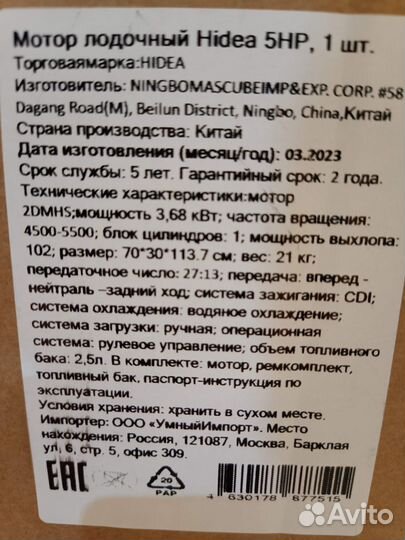 Мотор лодочный Hidea 5HP, 1 шт.
Торговаямарка:HIDEA
Изготовитель: NINGBOMASCUBEIMP&EXP. CORP. #58
Dagang Road(M), Beilun District, Ningbo, China,Китай
Страна производства: Китай
Дата изготовления (месяц/год): 03.2023
Срок службы: 5 лет. Гарантийный срок: 2 года.
Технические характеристики:мотор
2DMHS;мощность 3,68 кВт; частота вращения:
4500-5500; блок цилиндров: 1; мощность выхлопа:
102; размер: 70*30*113.7 см; вес: 21 кг;
передаточное число: 27:13; передача: вперед -
нейтраль –задний ход; система зажигания: CDI;
система охлаждения: водяное охлаждение;
система загрузки: ручная; операционная
система: рулевое управление; объем топливного
бака: 2,5л. В комплекте: мотор, ремкомплект,
топливный бак, паспорт-инструкция по
эксплуатации.
Условия хранения: хранить в сухом месте.
Импортер: ООО «УмныйИмпорт». Место
нахождения: Россия, 121087, Москва, Барклая
ул, 6, стр. 5, офис 309.
EAC
20
PAP
4 630178 877515
Avito